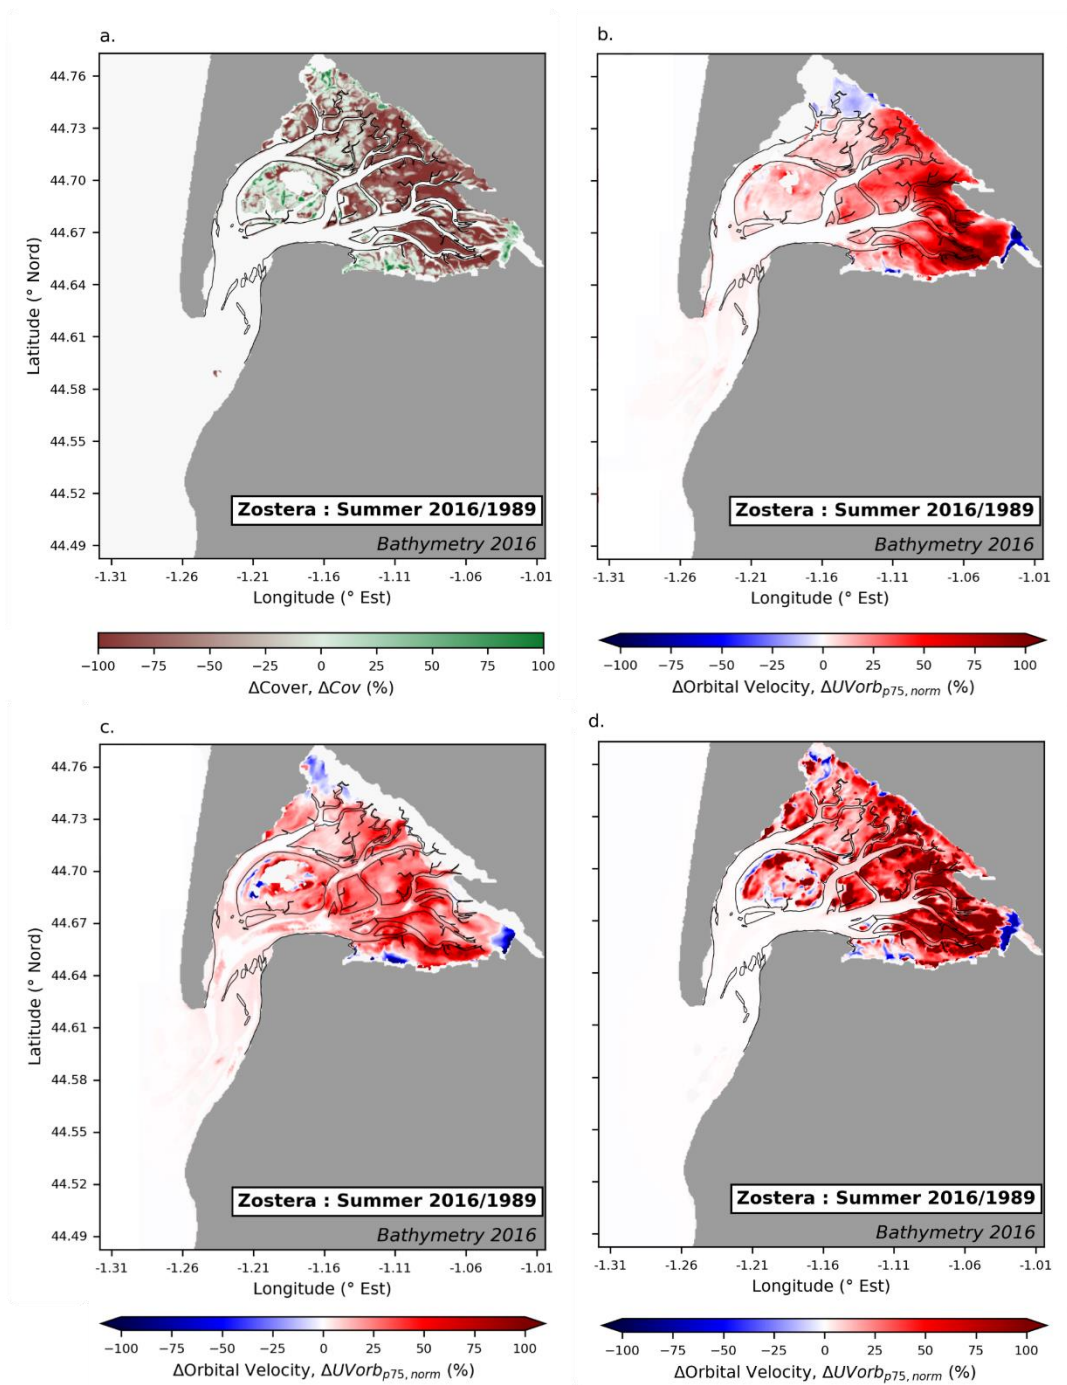 a.
44.76
44.73
44.70
44.67
44.64
44.61
44.58
44.55
44.52
44.49
Latitude (° Nord)
Zostera : Summer 2016/1989
Bathymetry 2016
-1.31 -1.26 -1.21 -1.16 -1.11 -1.06 -1.01
Longitude (° Est)
−100 −75 −50 −25 0 25 50 75 100
ΔCover, ΔCov (%)
b.
Zostera : Summer 2016/1989
Bathymetry 2016
-1.31 -1.26 -1.21 -1.16 -1.11 -1.06 -1.01
Longitude (° Est)
−100 −75 −50 −25 0 25 50 75 100
ΔOrbital Velocity, ΔUVorb_p75, norm (%)
c.
44.76
44.73
44.70
44.67
44.64
44.61
44.58
44.55
44.52
44.49
Latitude (° Nord)
Zostera : Summer 2016/1989
Bathymetry 2016
-1.31 -1.26 -1.21 -1.16 -1.11 -1.06 -1.01
Longitude (° Est)
−100 −75 −50 −25 0 25 50 75 100
ΔOrbital Velocity, ΔUVorb_p75, norm (%)
d.
Zostera : Summer 2016/1989
Bathymetry 2016
-1.31 -1.26 -1.21 -1.16 -1.11 -1.06 -1.01
Longitude (° Est)
−100 −75 −50 −25 0 25 50 75 100
ΔOrbital Velocity, ΔUVorb_p75, norm (%)